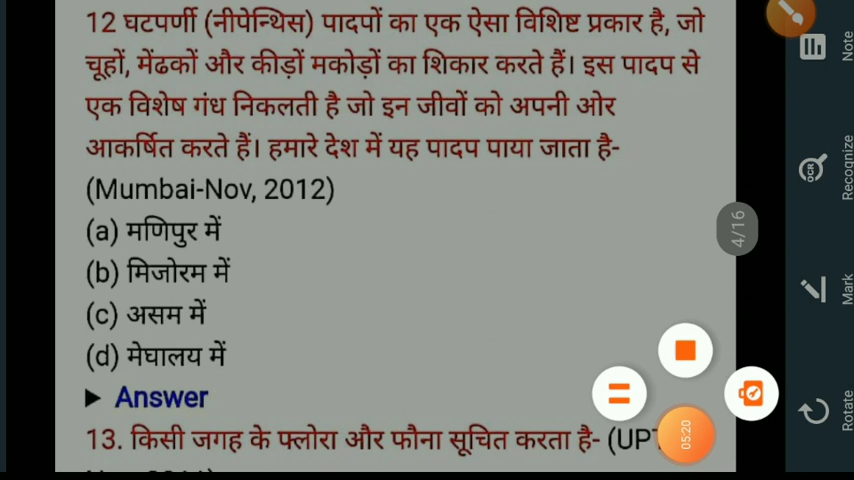 12 घटपर्णी (नीपेन्थिस) पादपों का एक ऐसा विशिष्ट प्रकार है, जो
चूहों, मेंढकों और कीड़ों मकोड़ों का शिकार करते हैं। इस पादप से
एक विशेष गंध निकलती है जो इन जीवों को अपनी ओर
आकर्षित करते हैं। हमारे देश में यह पादप पाया जाता है-
(Mumbai-Nov, 2012)
(a) मणिपुर में
(b) मिजोरम में
(c) असम में
(d) मेघालय में
▶ Answer
13. किसी जगह के फ्लोरा और फौना सूचित करता है- (UP
4/16
05:20
Note
OCR
Recognize
Mark
Rotate